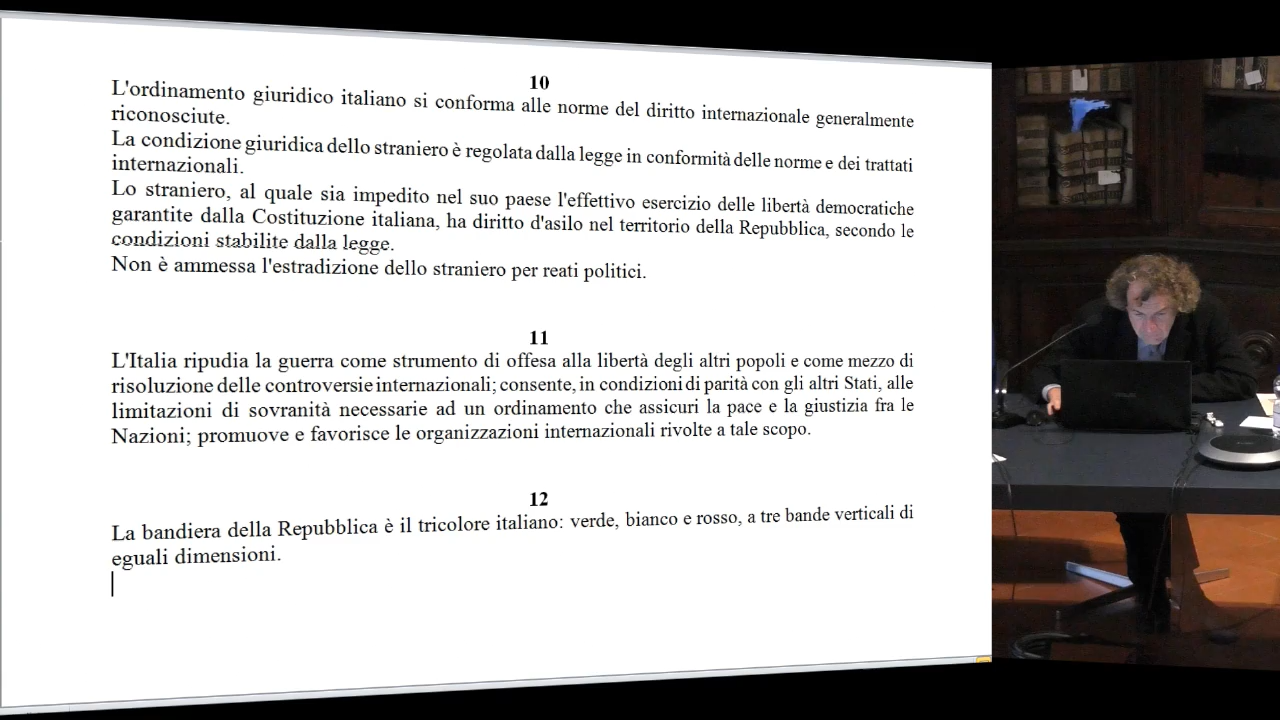 10
L'ordinamento giuridico italiano si conforma alle norme del diritto internazionale generalmente
riconosciute.
La condizione giuridica dello straniero è regolata dalla legge in conformità delle norme e dei trattati
internazionali.
Lo straniero, al quale sia impedito nel suo paese l'effettivo esercizio delle libertà democratiche
garantite dalla Costituzione italiana, ha diritto d'asilo nel territorio della Repubblica, secondo le
condizioni stabilite dalla legge.
Non è ammessa l'estradizione dello straniero per reati politici.
11
L'Italia ripudia la guerra come strumento di offesa alla libertà degli altri popoli e come mezzo di
risoluzione delle controversie internazionali; consente, in condizioni di parità con gli altri Stati, alle
limitazioni di sovranità necessarie ad un ordinamento che assicuri la pace e la giustizia fra le
Nazioni; promuove e favorisce le organizzazioni internazionali rivolte a tale scopo.
12
La bandiera della Repubblica è il tricolore italiano: verde, bianco e rosso, a tre bande verticali di
eguali dimensioni.